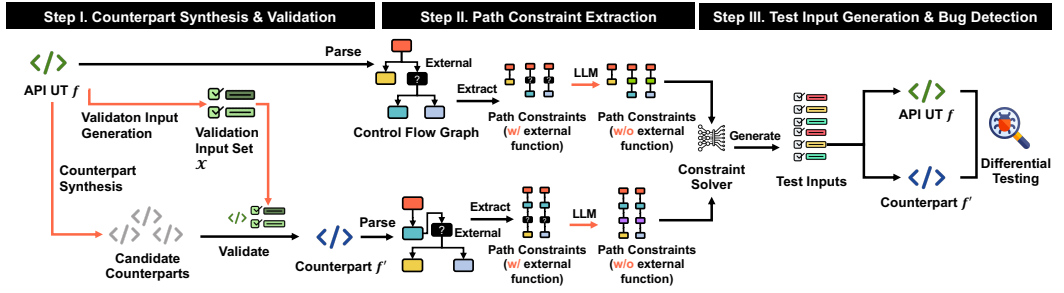 Step I. Counterpart Synthesis & Validation
Step II. Path Constraint Extraction
Step III. Test Input Generation & Bug Detection
API UT f
Parse
Validaton Input
Generation
Validation
Input Set
𝒳
Counterpart
Synthesis
Candidate
Counterparts
Validate
Counterpart f′
Parse
External
?
Control Flow Graph
Extract
? ?
Path Constraints
(w/ external
function)
LLM
Path Constraints
(w/o external
function)
?
External
Extract
? ?
Path Constraints
(w/ external
function)
LLM
Path Constraints
(w/o external
function)
Constraint
Solver
Generate
Test Inputs
API UT f
Counterpart f′
Differential
Testing